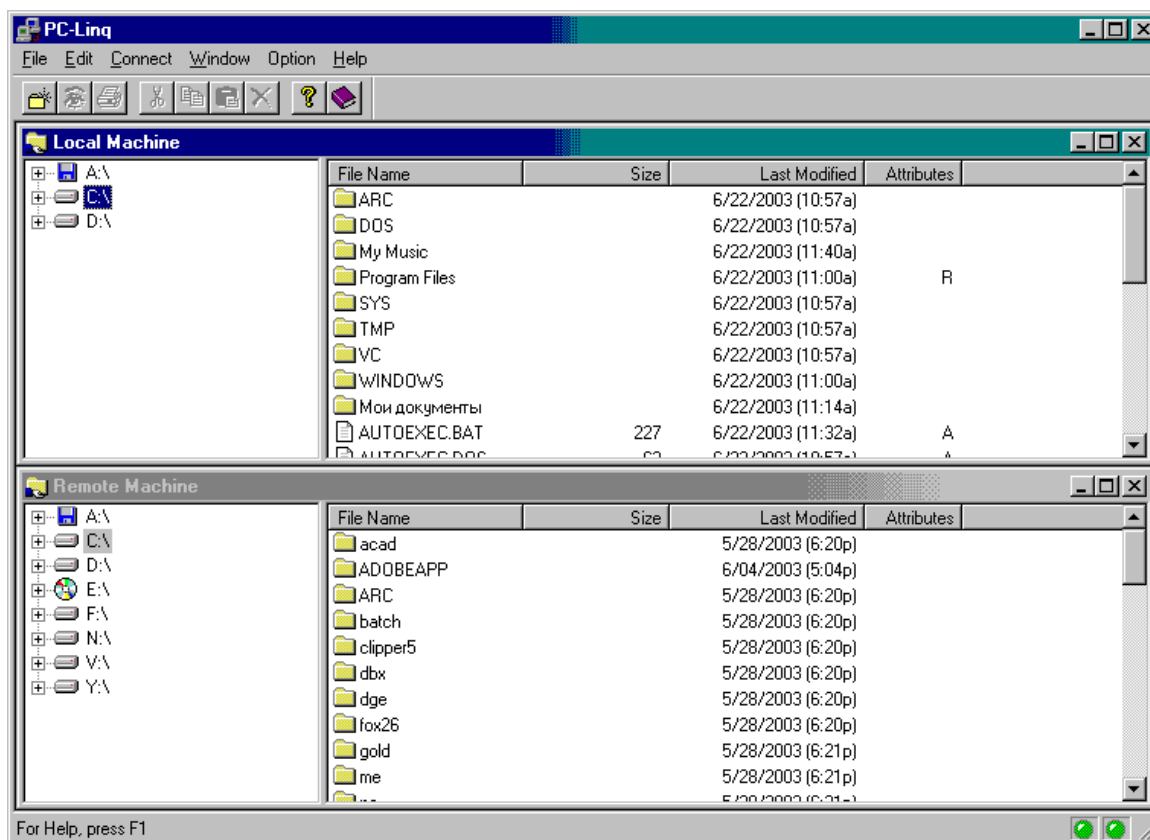 PC-Linq
File Edit Connect Window Option Help
Local Machine
A:\
C:\
D:\
File Name Size Last Modified Attributes
ARC 6/22/2003 (10:57a)
DOS 6/22/2003 (10:57a)
My Music 6/22/2003 (11:40a)
Program Files 6/22/2003 (11:00a) R
SYS 6/22/2003 (10:57a)
TMP 6/22/2003 (10:57a)
VC 6/22/2003 (10:57a)
WINDOWS 6/22/2003 (11:00a)
Мои документы 6/22/2003 (11:14a)
AUTOEXEC.BAT 227 6/22/2003 (11:32a) A
AUTOEXEC.DOS 6/22/2003 (10:57a) A
Remote Machine
A:\
C:\
D:\
E:\
F:\
N:\
V:\
Y:\
File Name Size Last Modified Attributes
acad 5/28/2003 (6:20p)
ADOBEAPP 6/04/2003 (5:04p)
ARC 5/28/2003 (6:20p)
batch 5/28/2003 (6:20p)
clipper5 5/28/2003 (6:20p)
dbx 5/28/2003 (6:20p)
dge 5/28/2003 (6:20p)
fox26 5/28/2003 (6:20p)
gold 5/28/2003 (6:21p)
me 5/28/2003 (6:21p)
For Help, press F1